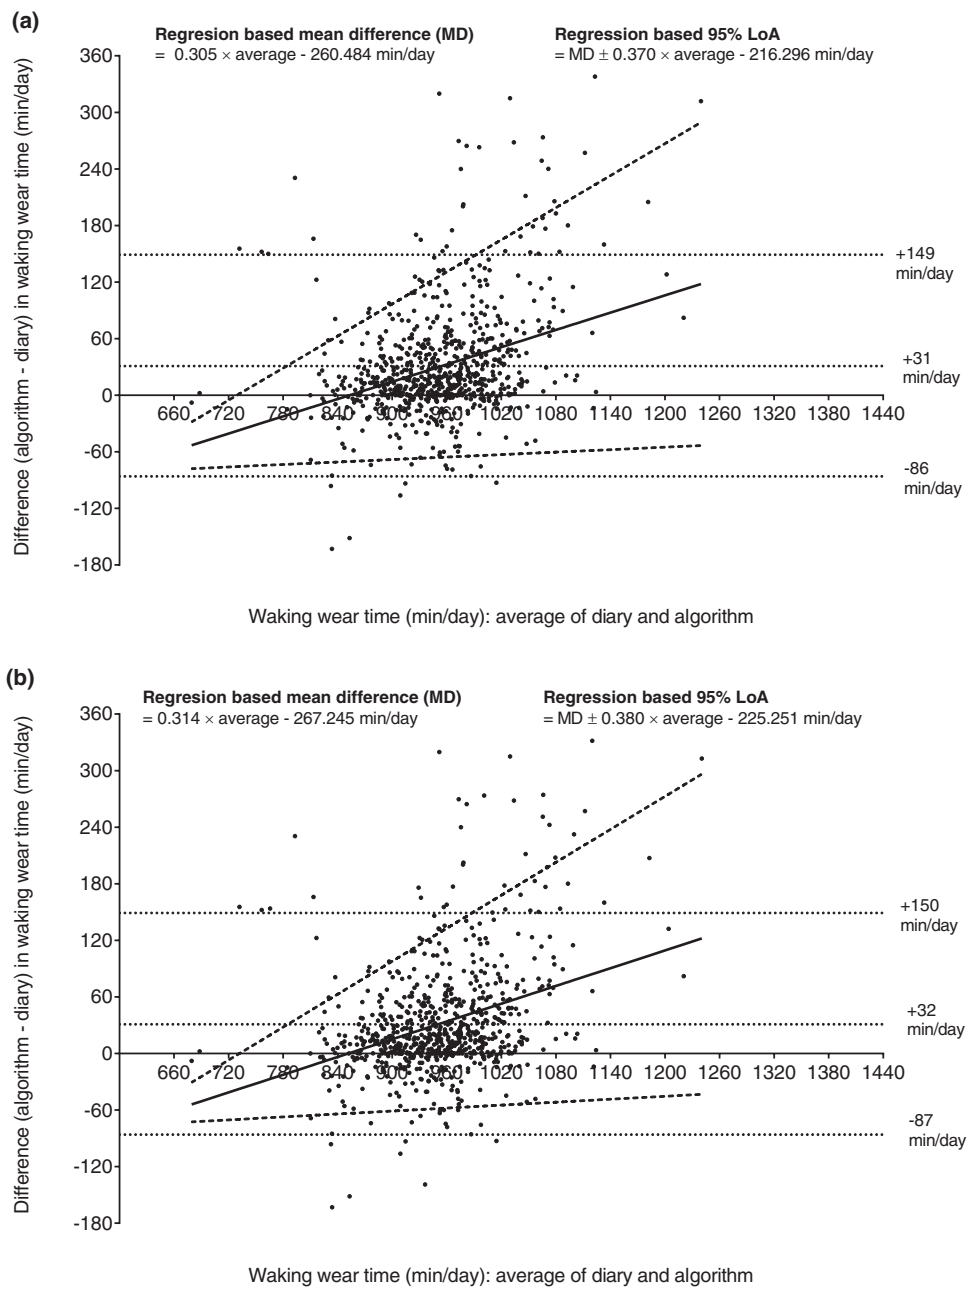 (a)
Regresion based mean difference (MD)
= 0.305 × average - 260.484 min/day
Regression based 95% LoA
= MD ± 0.370 × average - 216.296 min/day
Difference (algorithm - diary) in waking wear time (min/day)
360
300
240
180
120
60
0
-60
-120
-180
660 720 780 840 900 960 1020 1080 1140 1200 1260 1320 1380 1440
+149
min/day
+31
min/day
-86
min/day
Waking wear time (min/day): average of diary and algorithm
(b)
Regresion based mean difference (MD)
= 0.314 × average - 267.245 min/day
Regression based 95% LoA
= MD ± 0.380 × average - 225.251 min/day
Difference (algorithm - diary) in waking wear time (min/day)
360
300
240
180
120
60
0
-60
-120
-180
660 720 780 840 900 960 1020 1080 1140 1200 1260 1320 1380 1440
+150
min/day
+32
min/day
-87
min/day
Waking wear time (min/day): average of diary and algorithm